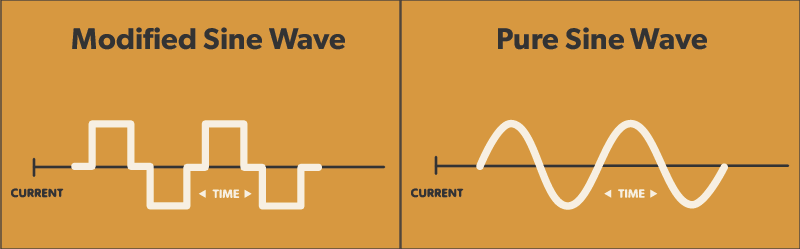 Modified Sine Wave
CURRENT
◄ TIME ►
Pure Sine Wave
CURRENT
◄ TIME ►